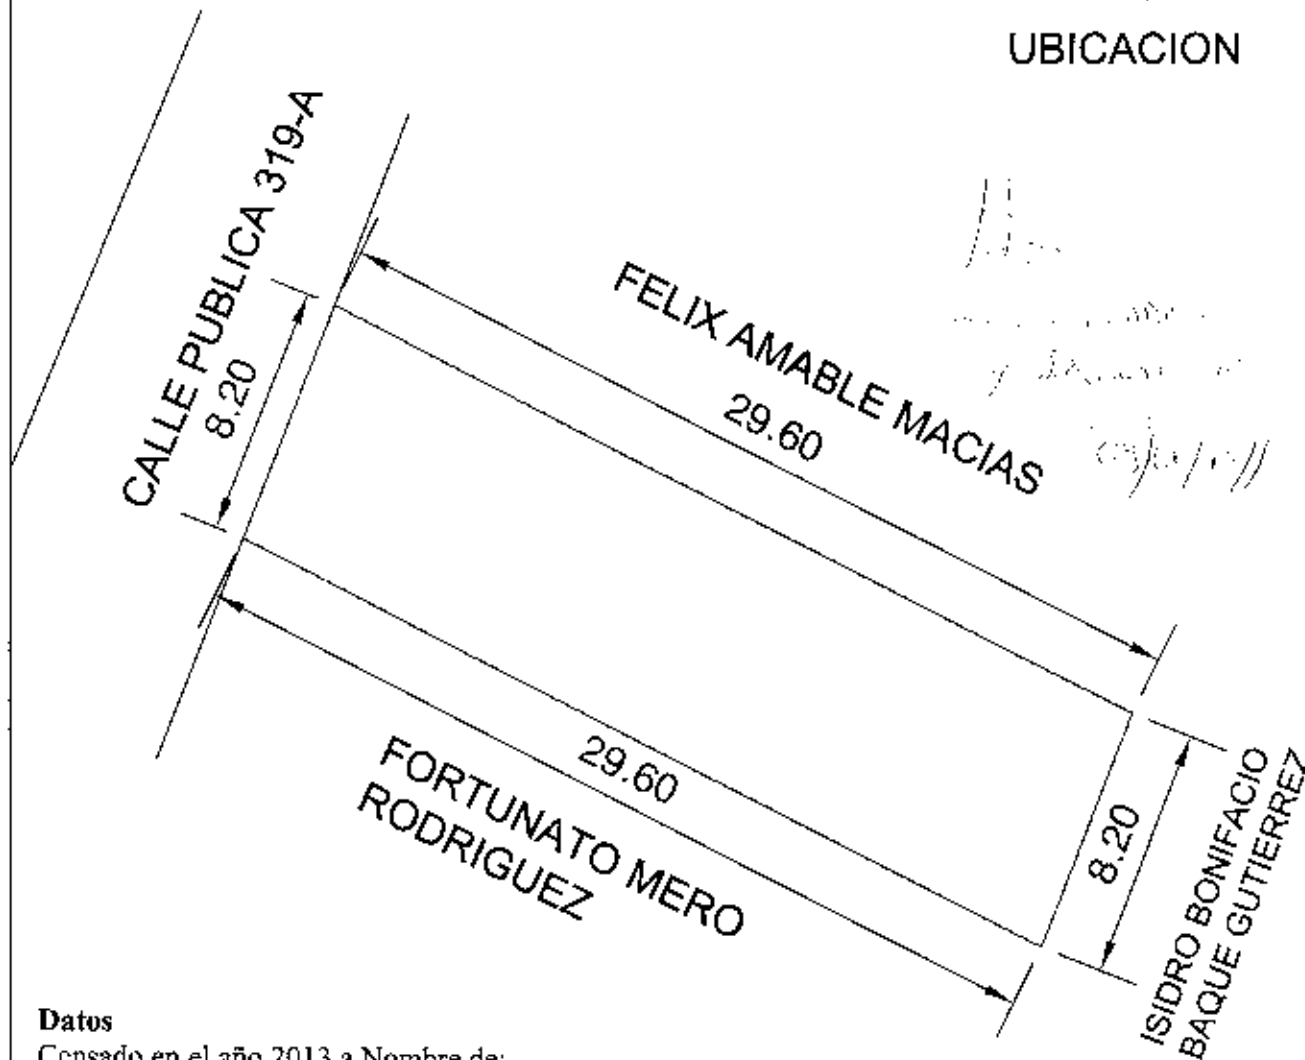 UBICACION
CALLE PUBLICA 319-A
8.20
FELIX AMABLE MACIAS
29.60
29.60
FORTUNATO MERO
RODRIGUEZ
8.20
ISIDRO BONIFACIO
BAQUE GUTIERREZ
Datos
Censado en el año 2013 a Nombre de: